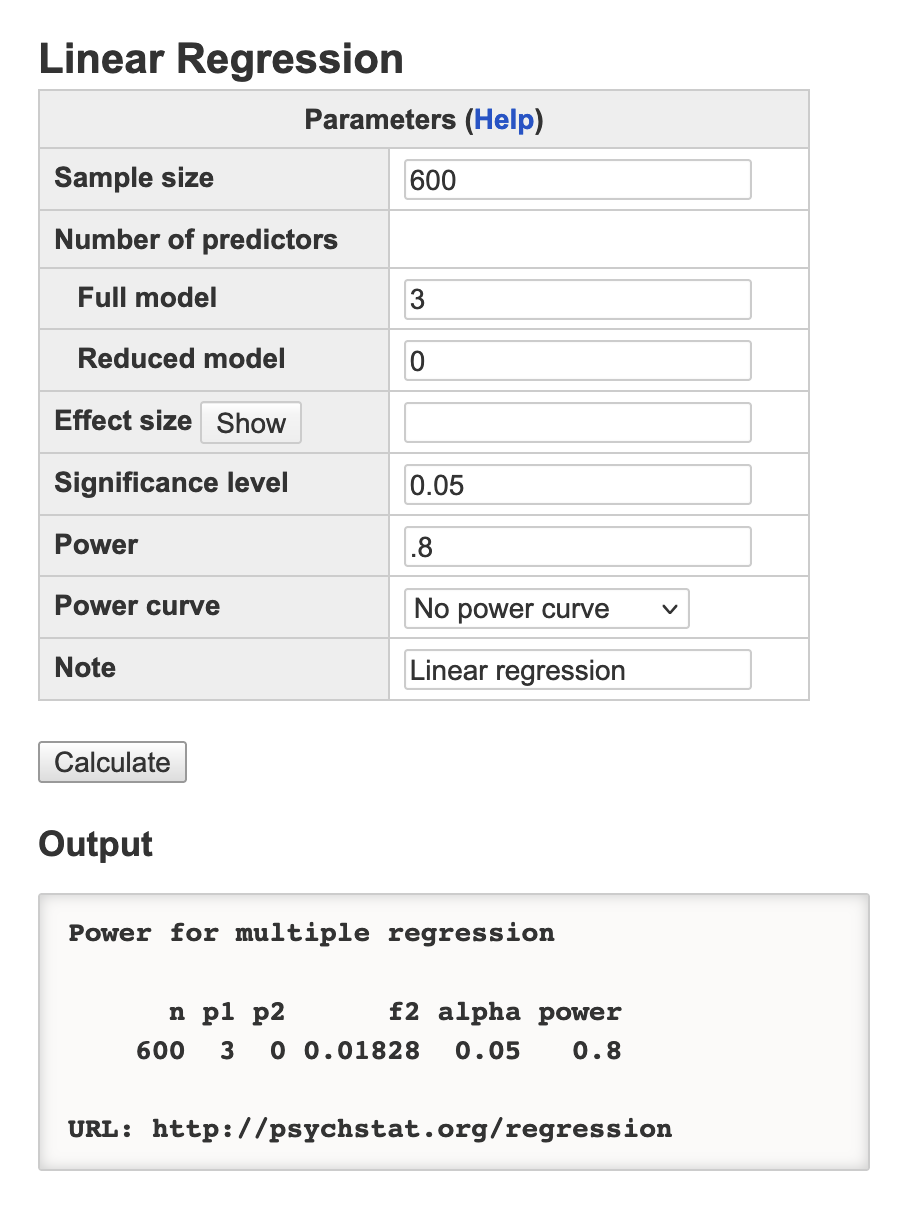 Linear Regression
Parameters (Help)
Sample size 600
Number of predictors
Full model 3
Reduced model 0
Effect size Show
Significance level 0.05
Power .8
Power curve No power curve
Note Linear regression
Calculate
Output
Power for multiple regression
n p1 p2 f2 alpha power
600 3 0 0.01828 0.05 0.8
URL: http://psychstat.org/regression